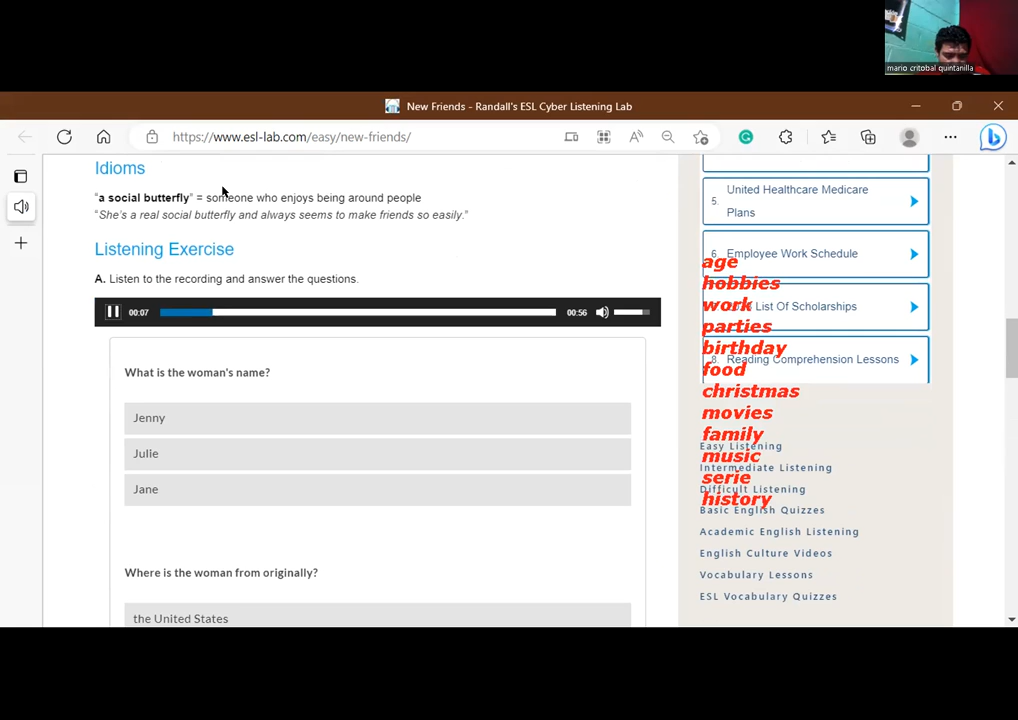 mario critobal quintanilla
New Friends - Randall's ESL Cyber Listening Lab
https://www.esl-lab.com/easy/new-friends/
Idioms
"a social butterfly" = someone who enjoys being around people
"She's a real social butterfly and always seems to make friends so easily."
Listening Exercise
A. Listen to the recording and answer the questions.
00:07
00:56
What is the woman's name?
Jenny
Julie
Jane
Where is the woman from originally?
the United States
5. United Healthcare Medicare
Plans
6. Employee Work Schedule
List Of Scholarships
8. Reading Comprehension Lessons
age
hobbies
work
parties
birthday
food
christmas
movies
family
music
serie
history
Easy Listening
Intermediate Listening
Difficult Listening
Basic English Quizzes
Academic English Listening
English Culture Videos
Vocabulary Lessons
ESL Vocabulary Quizzes